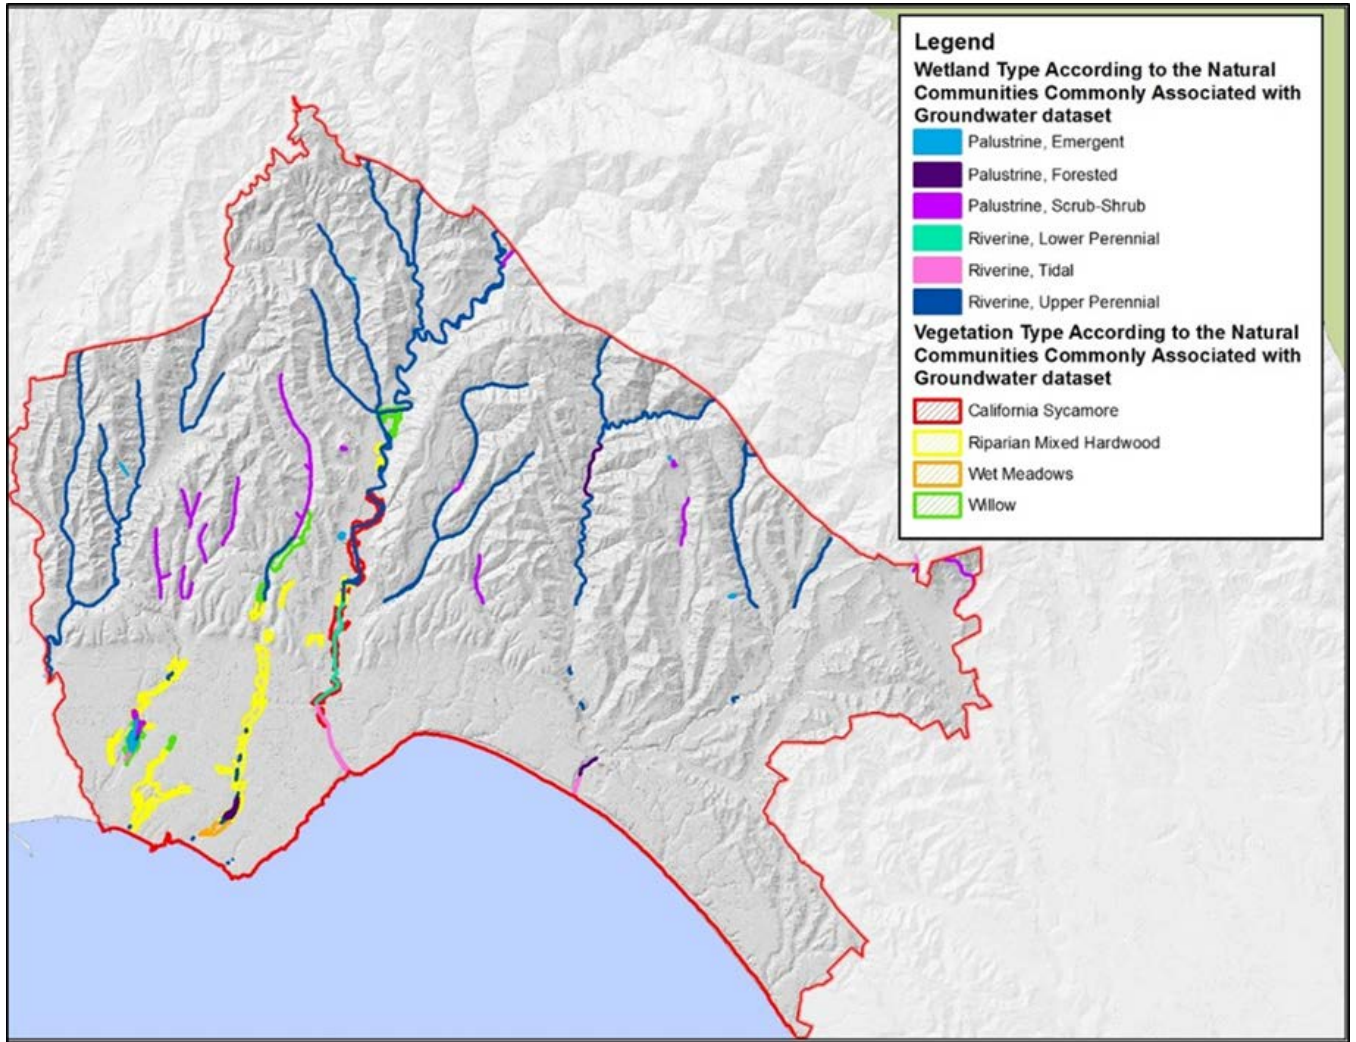 Legend
Wetland Type According to the Natural
Communities Commonly Associated with
Groundwater dataset
Palustrine, Emergent
Palustrine, Forested
Palustrine, Scrub-Shrub
Riverine, Lower Perennial
Riverine, Tidal
Riverine, Upper Perennial
Vegetation Type According to the Natural
Communities Commonly Associated with
Groundwater dataset
California Sycamore
Riparian Mixed Hardwood
Wet Meadows
Willow